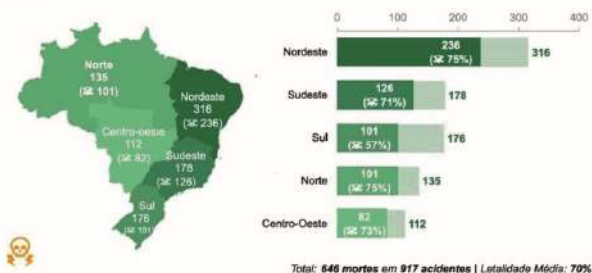 0 100 200 300 400
Norte
135
(☠ 101)
Nordeste
316
(☠ 236)
Centro-oeste
112
(☠ 82)
Sudeste
178
(☠ 126)
Sul
176
(☠ 101)
Nordeste 236 (☠ 75%) 316
Sudeste 126 (☠ 71%) 178
Sul 101 (☠ 57%) 176
Norte 101 (☠ 75%) 135
Centro-Oeste 82 (☠ 73%) 112
Total: 646 mortes em 917 acidentes | Letalidade Média: 70%